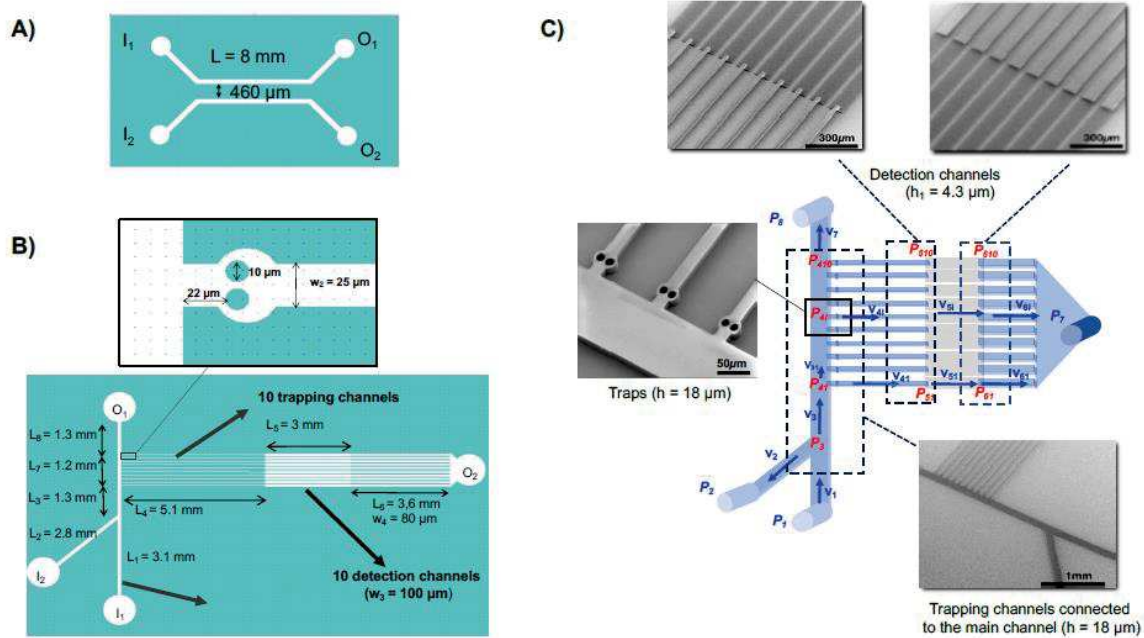 A)
I1
O1
L = 8 mm
460 µm
I2
O2
B)
10 µm
w2 = 25 µm
22 µm
O1
10 trapping channels
L6 = 1.3 mm
L5 = 3 mm
L7 = 1.2 mm
O2
L3 = 1.3 mm
L4 = 5.1 mm
L6 = 3,6 mm
w4 = 80 µm
L2 = 2.8 mm
L1 = 3.1 mm
I2
10 detection channels
(w3 = 100 µm)
I1
C)
300µm
300µm
Detection channels
(h1 = 4.3 µm)
P8
V7
P410
P510
P610
50µm
Traps (h = 18 µm)
P4i
V4i
V5i
V6i
P7
V31
P41
V41
P51
V51
P61
V61
V3
P3
V2
P2
V1
P1
1mm
Trapping channels connected
to the main channel (h = 18 µm)